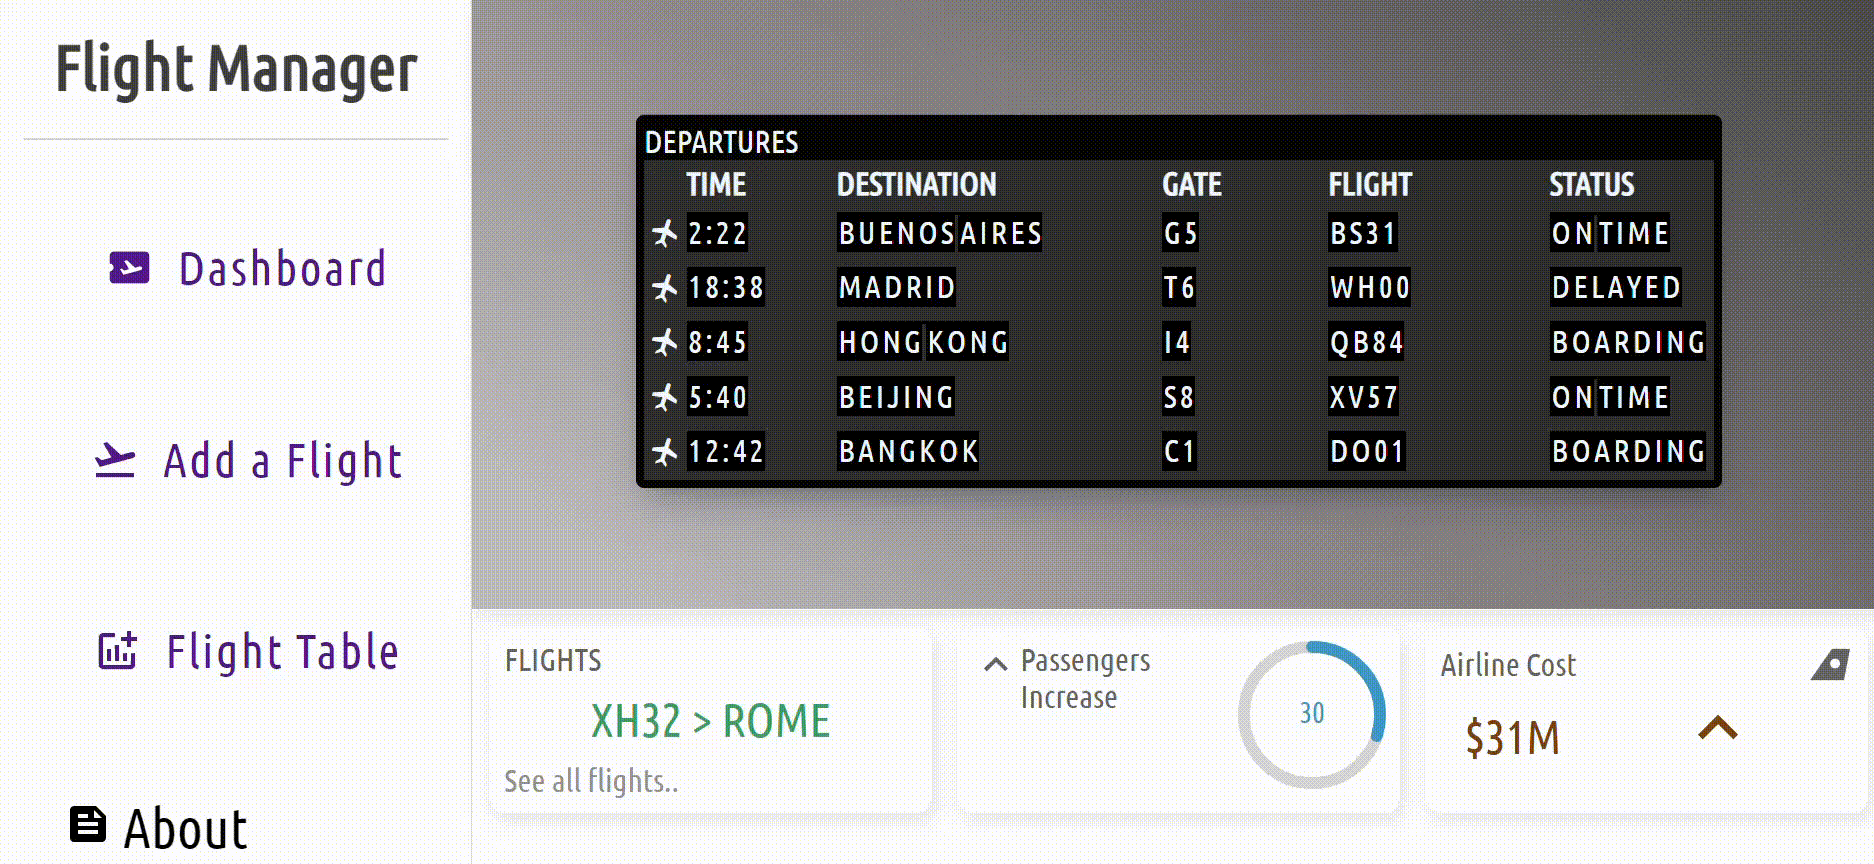 Flight Manager
Dashboard
Add a Flight
Flight Table
About
DEPARTURES
TIME DESTINATION GATE FLIGHT STATUS
2:22 BUENOS AIRES G5 BS31 ON TIME
18:38 MADRID T6 WH00 DELAYED
8:45 HONG KONG I4 QB84 BOARDING
5:40 BEIJING S8 XV57 ON TIME
12:42 BANGKOK C1 DO01 BOARDING
FLIGHTS
XH32 > ROME
See all flights..
Passengers
Increase
30
Airline Cost
$31M